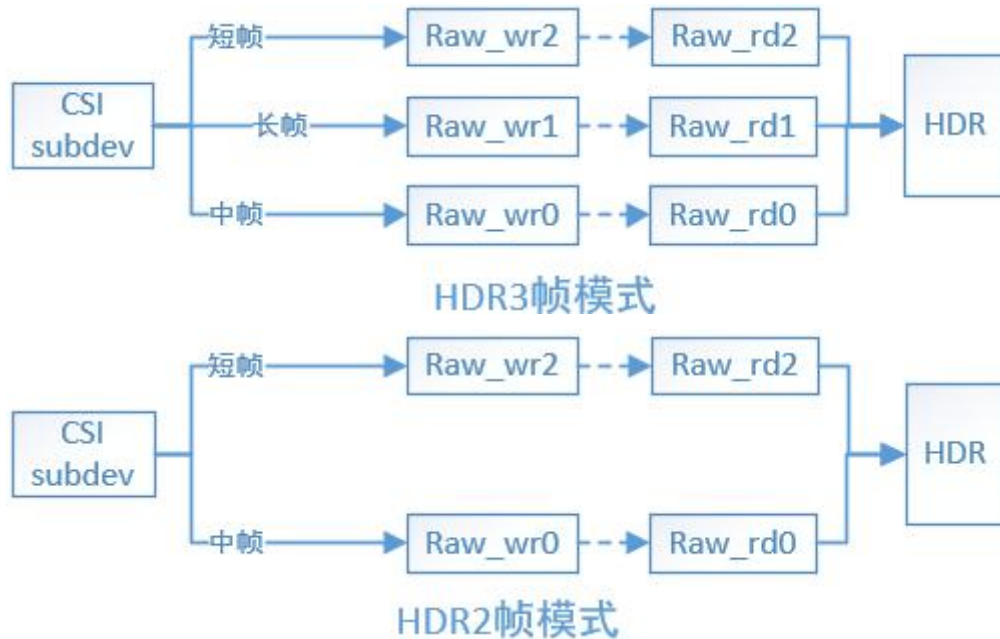 短帧
Raw_wr2
Raw_rd2
CSI
subdev
长帧
Raw_wr1
Raw_rd1
HDR
中帧
Raw_wr0
Raw_rd0
HDR3帧模式
短帧
Raw_wr2
Raw_rd2
CSI
subdev
HDR
中帧
Raw_wr0
Raw_rd0
HDR2帧模式